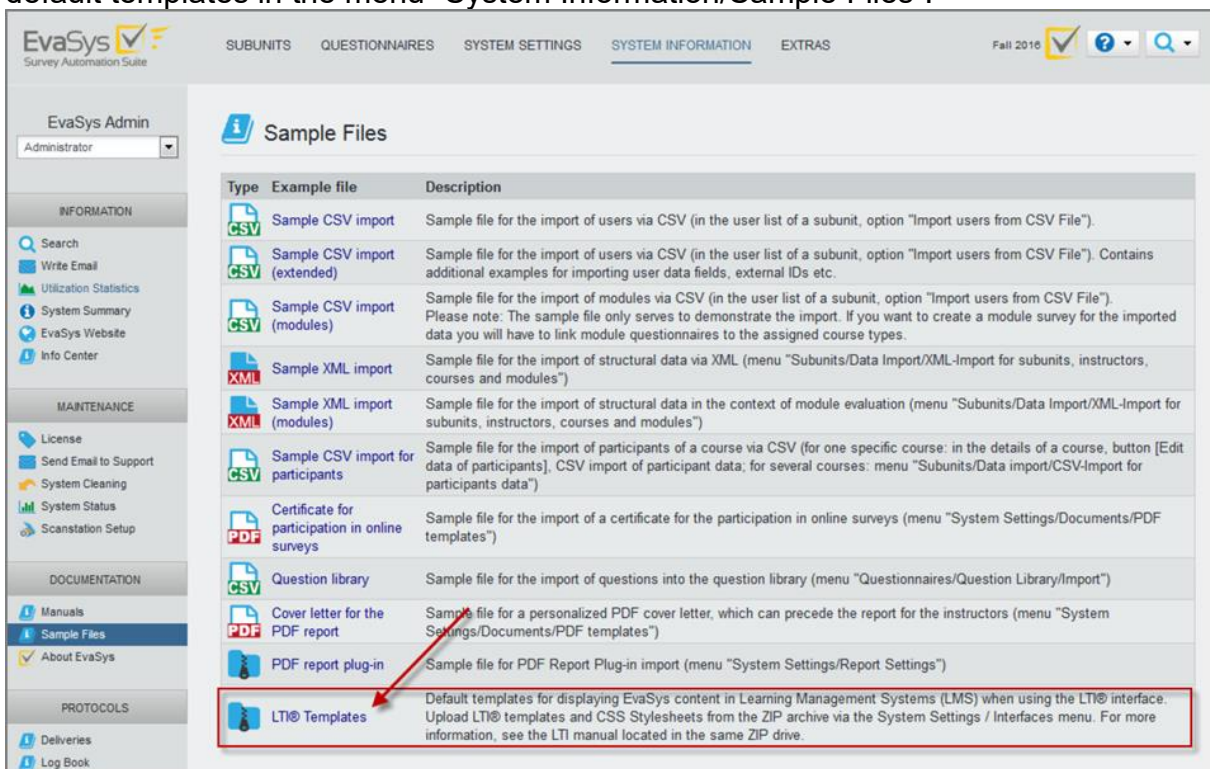 default templates in the menu "System Information/Sample Files".
EvaSys
Survey Automation Suite
SUBUNITS QUESTIONNAIRES SYSTEM SETTINGS SYSTEM INFORMATION EXTRAS
Fall 2016
EvaSys Admin
Administrator
INFORMATION
Search
Write Email
Utilization Statistics
System Summary
EvaSys Website
Info Center
MAINTENANCE
License
Send Email to Support
System Cleaning
System Status
Scanstation Setup
DOCUMENTATION
Manuals
Sample Files
About EvaSys
PROTOCOLS
Deliveries
Log Book
Sample Files
Type Example file Description
CSV Sample CSV import Sample file for the import of users via CSV (in the user list of a subunit, option "Import users from CSV File").
CSV Sample CSV import (extended) Sample file for the import of users via CSV (in the user list of a subunit, option "Import users from CSV File"). Contains
additional examples for importing user data fields, external IDs etc.
CSV Sample CSV import (modules) Sample file for the import of modules via CSV (in the user list of a subunit, option "Import users from CSV File").
Please note: The sample file only serves to demonstrate the import. If you want to create a module survey for the imported
data you will have to link module questionnaires to the assigned course types.
XML Sample XML import Sample file for the import of structural data via XML (menu "Subunits/Data Import/XML-Import for subunits, instructors,
courses and modules")
XML Sample XML import (modules) Sample file for the import of structural data in the context of module evaluation (menu "Subunits/Data Import/XML-Import for
subunits, instructors, courses and modules")
CSV Sample CSV import for participants Sample file for the import of participants of a course via CSV (for one specific course: in the details of a course, button [Edit
data of participants], CSV import of participant data; for several courses: menu "Subunits/Data import/CSV-Import for
participants data")
PDF Certificate for participation in online surveys Sample file for the import of a certificate for the participation in online surveys (menu "System Settings/Documents/PDF
templates")
CSV Question library Sample file for the import of questions into the question library (menu "Questionnaires/Question Library/Import")
PDF Cover letter for the PDF report Sample file for a personalized PDF cover letter, which can precede the report for the instructors (menu "System
Settings/Documents/PDF templates")
PDF report plug-in Sample file for PDF Report Plug-in import (menu "System Settings/Report Settings")
LTI® Templates Default templates for displaying EvaSys content in Learning Management Systems (LMS) when using the LTI® interface.
Upload LTI® templates and CSS Stylesheets from the ZIP archive via the System Settings / Interfaces menu. For more
information, see the LTI manual located in the same ZIP drive.